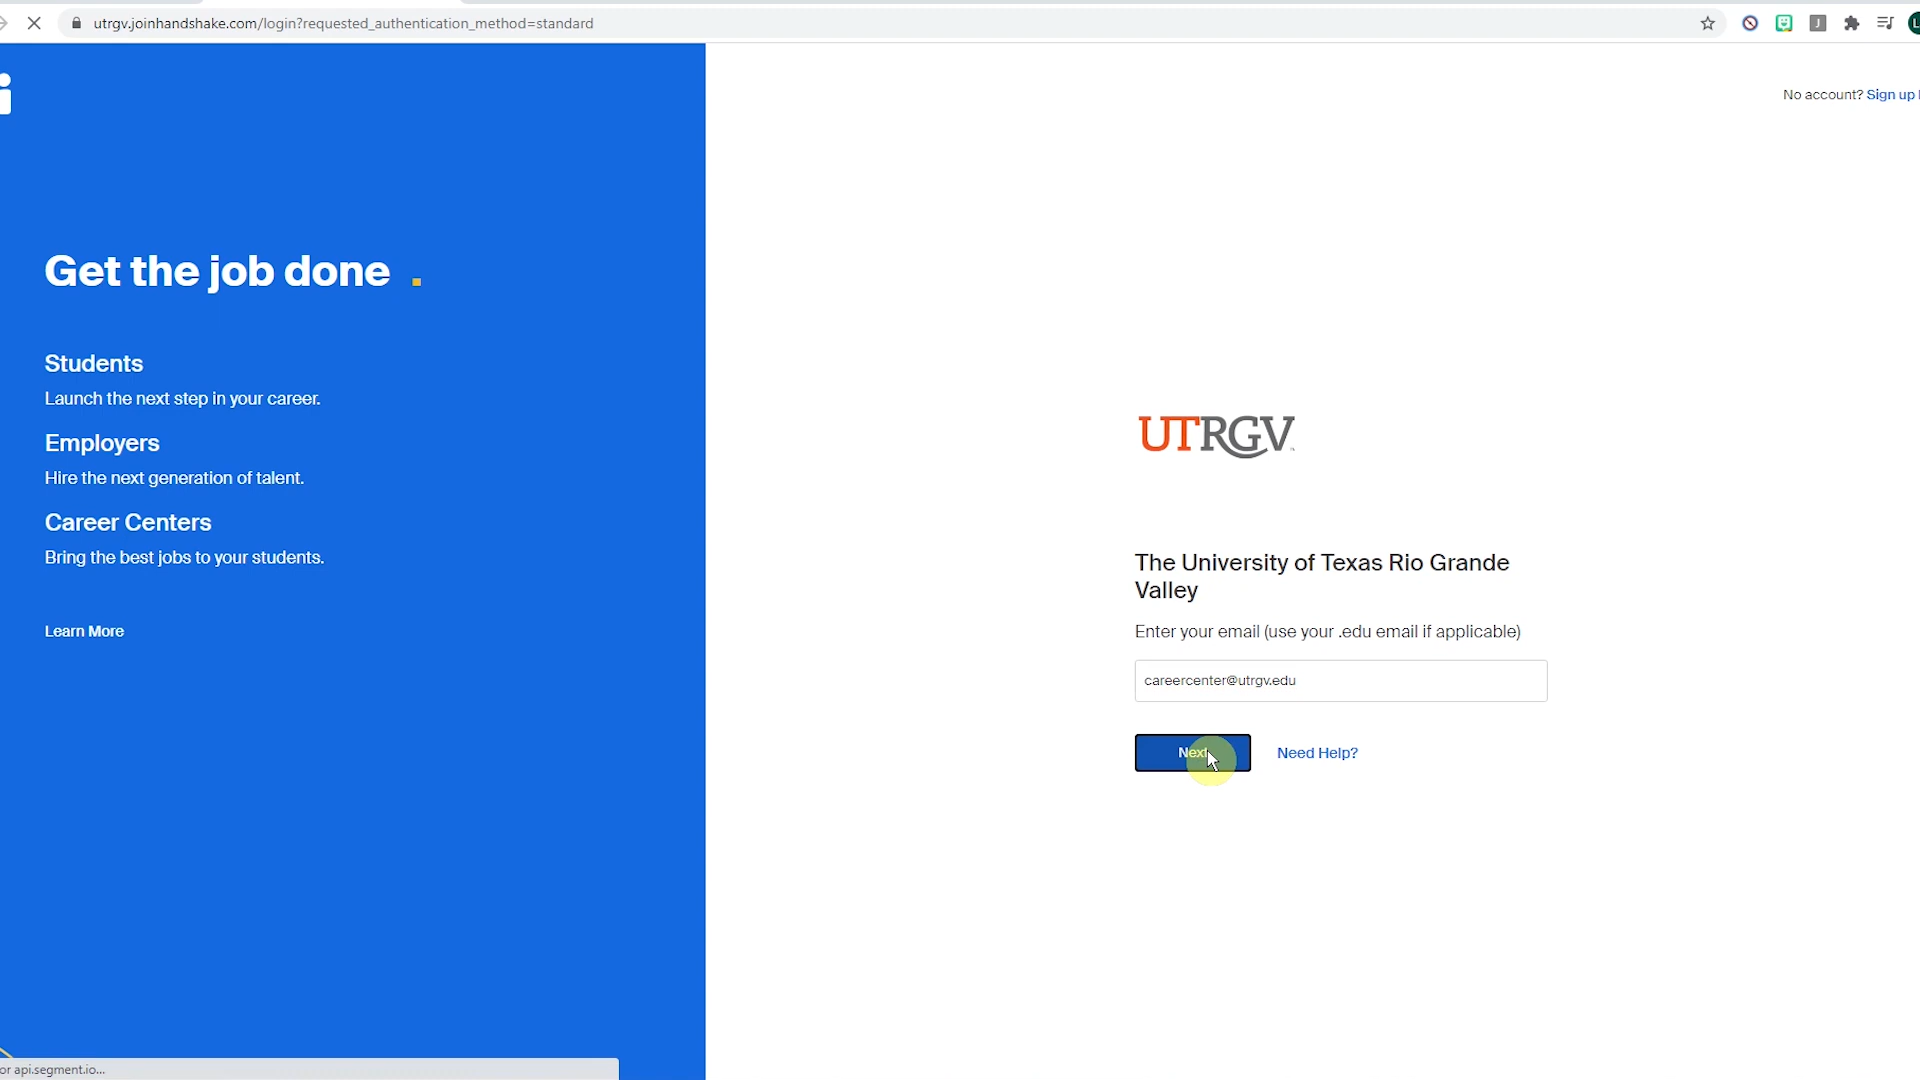 utrgv.joinhandshake.com/login?requested_authentication_method=standard
J
No account? Sign up
Get the job done .
Students
Launch the next step in your career.
Employers
Hire the next generation of talent.
Career Centers
Bring the best jobs to your students.
Learn More
UTRGV
The University of Texas Rio Grande
Valley
Enter your email (use your .edu email if applicable)
careercenter@utrgv.edu
Next
Need Help?
or api.segment.io...